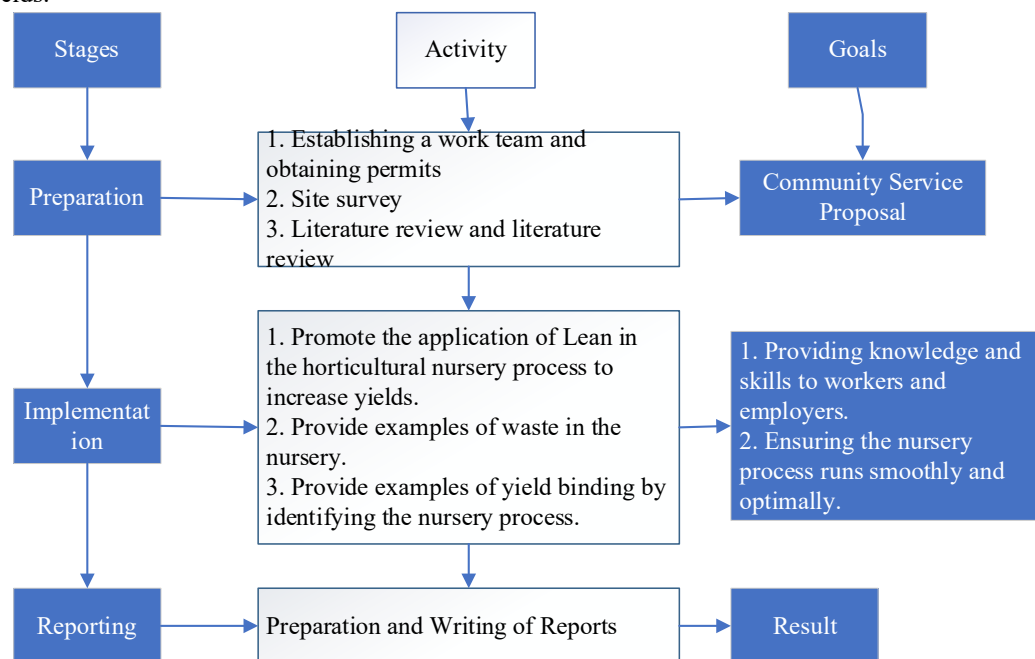 Stages
Activity
Goals
Preparation
1. Establishing a work team and
obtaining permits
2. Site survey
3. Literature review and literature
review
Community Service
Proposal
Implementat
ion
1. Promote the application of Lean in
the horticultural nursery process to
increase yields.
2. Provide examples of waste in the
nursery.
3. Provide examples of yield binding by
identifying the nursery process.
1. Providing knowledge and
skills to workers and
employers.
2. Ensuring the nursery
process runs smoothly and
optimally.
Reporting
Preparation and Writing of Reports
Result